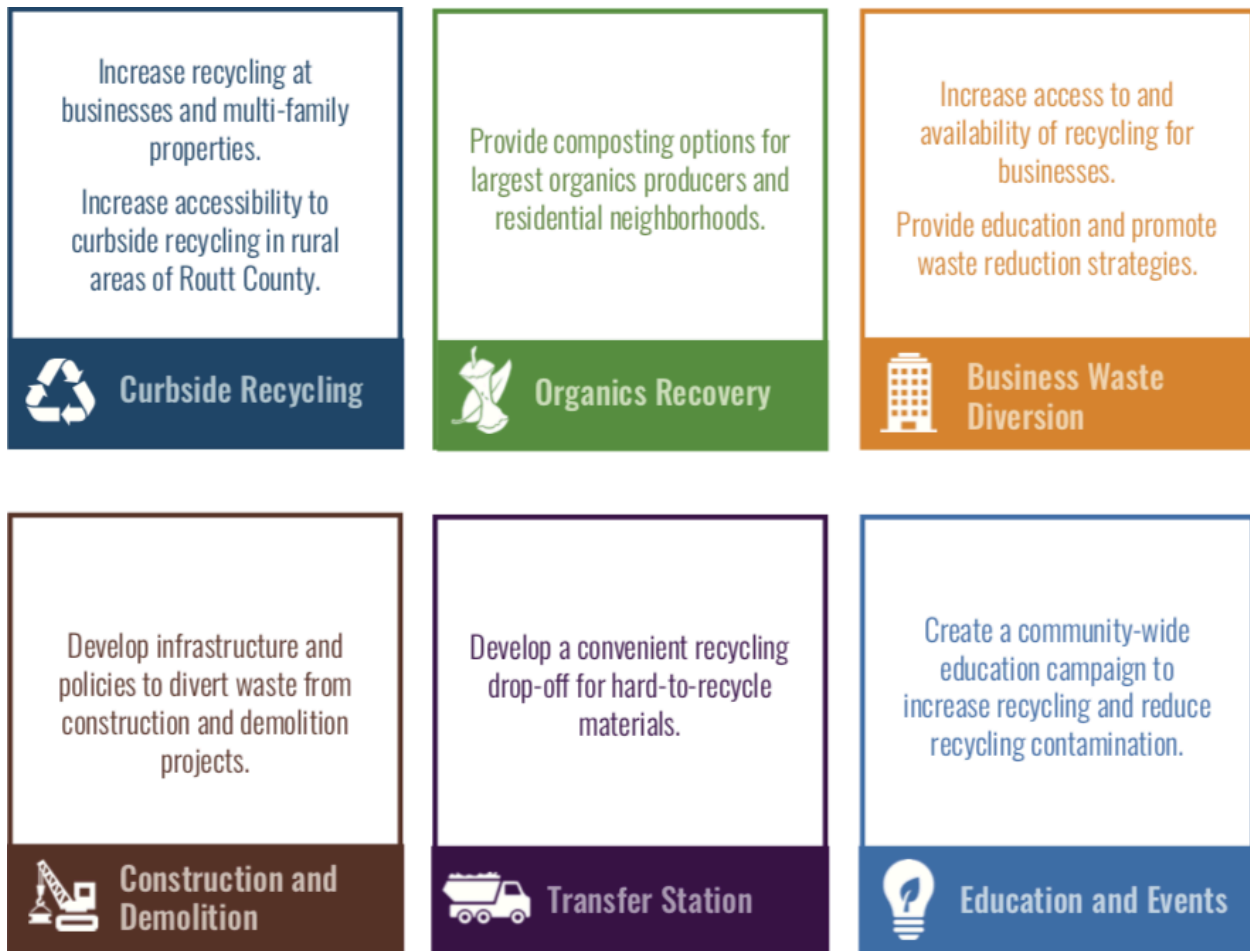 Increase recycling at
businesses and multi-family
properties.
Increase accessibility to
curbside recycling in rural
areas of Routt County.
Curbside Recycling
Provide composting options for
largest organics producers and
residential neighborhoods.
Organics Recovery
Increase access to and
availability of recycling for
businesses.
Provide education and promote
waste reduction strategies.
Business Waste
Diversion
Develop infrastructure and
policies to divert waste from
construction and demolition
projects.
Construction and
Demolition
Develop a convenient recycling
drop-off for hard-to-recycle
materials.
Transfer Station
Create a community-wide
education campaign to
increase recycling and reduce
recycling contamination.
Education and Events